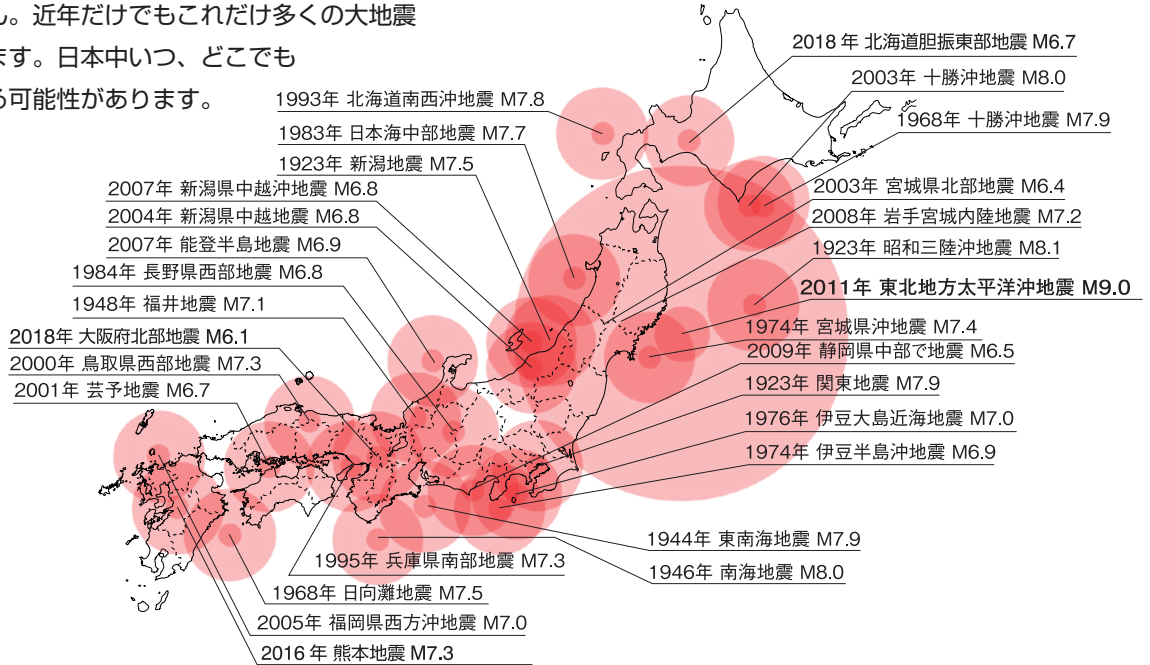 ん。近年だけでもこれだけ多くの大地震
ます。日本中いつ、どこでも
る可能性があります。
2018年 北海道胆振東部地震 M6.7
2003年 十勝沖地震 M8.0
1968年 十勝沖地震 M7.9
1993年 北海道南西沖地震 M7.8
1983年 日本海中部地震 M7.7
1923年 新潟地震 M7.5
2007年 新潟県中越沖地震 M6.8
2004年 新潟県中越地震 M6.8
2007年 能登半島地震 M6.9
1984年 長野県西部地震 M6.8
1948年 福井地震 M7.1
2018年 大阪府北部地震 M6.1
2000年 鳥取県西部地震 M7.3
2001年 芸予地震 M6.7
2003年 宮城県北部地震 M6.4
2008年 岩手宮城内陸地震 M7.2
1923年 昭和三陸沖地震 M8.1
2011年 東北地方太平洋沖地震 M9.0
1974年 宮城県沖地震 M7.4
2009年 静岡県中部で地震 M6.5
1923年 関東地震 M7.9
1976年 伊豆大島近海地震 M7.0
1974年 伊豆半島沖地震 M6.9
1944年 東南海地震 M7.9
1946年 南海地震 M8.0
1995年 兵庫県南部地震 M7.3
1968年 日向灘地震 M7.5
2005年 福岡県西方沖地震 M7.0
2016年 熊本地震 M7.3